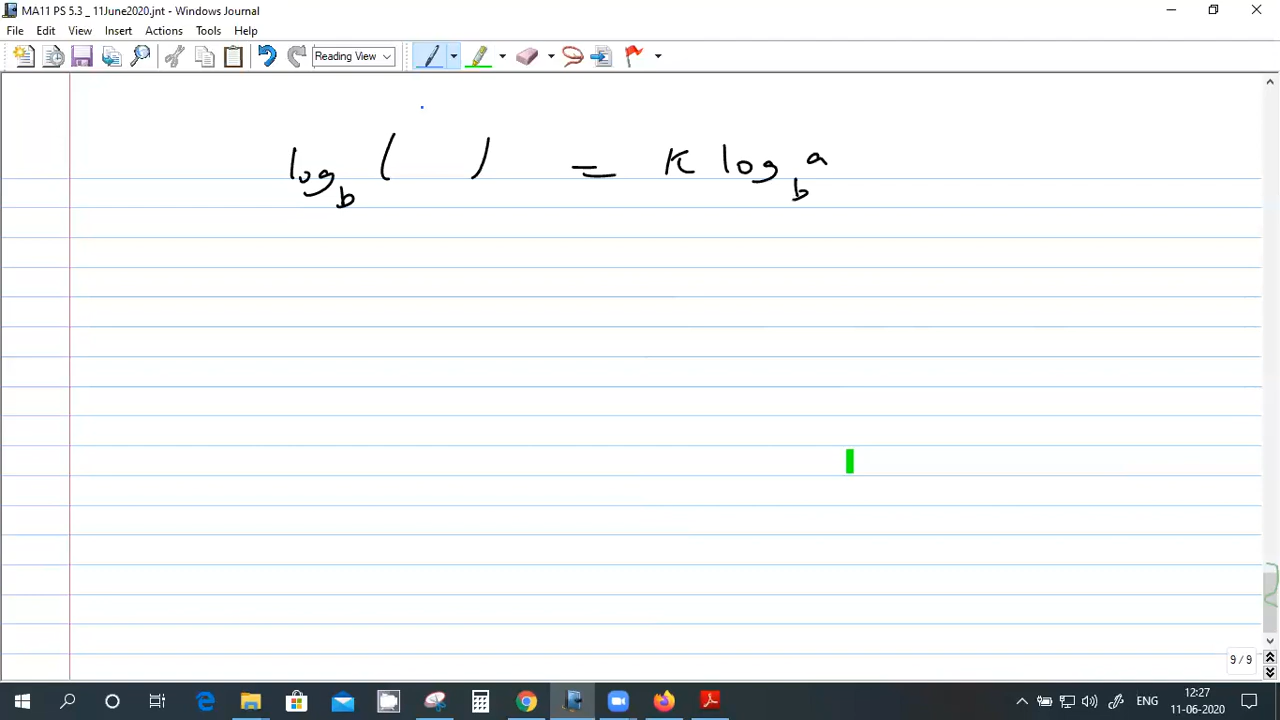 MA11 PS 5.3 _ 11June2020.jnt - Windows Journal
File Edit View Insert Actions Tools Help
Reading View
log_b ( ) = K log_b a
9 / 9
ENG
12:27
11-06-2020